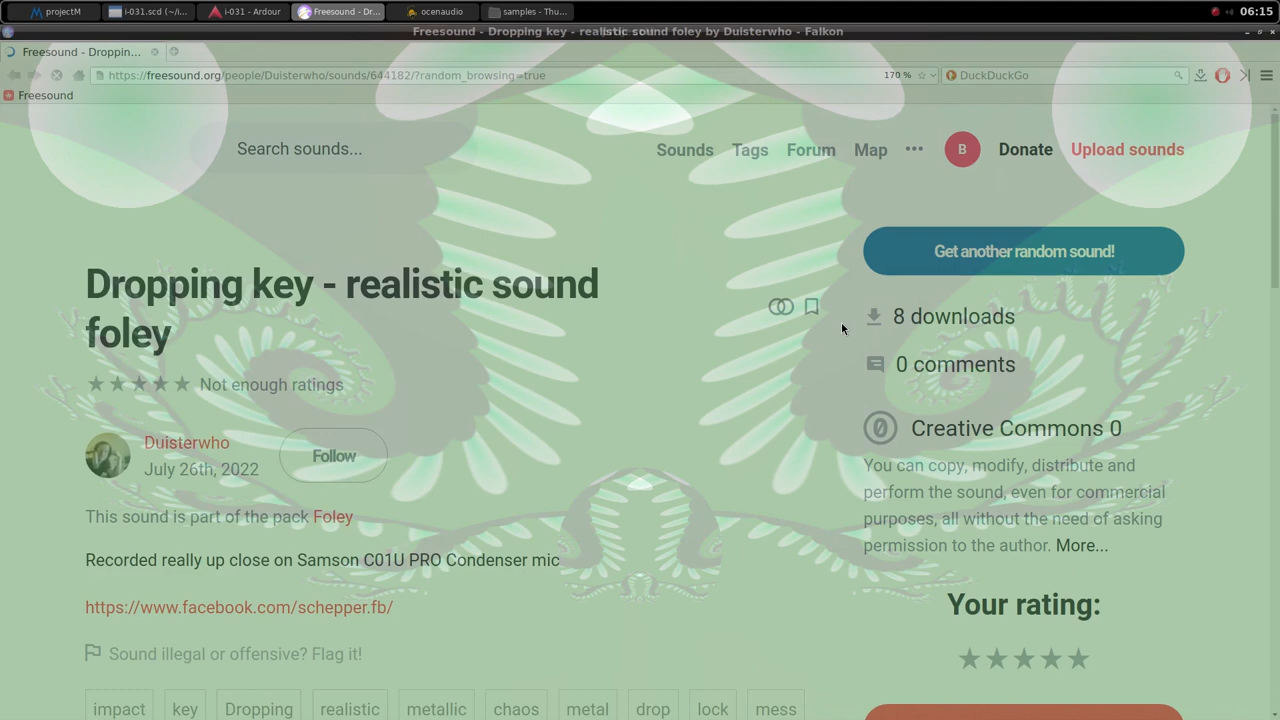 projectM
i-031.scd (~/i...
i-031 - Ardour
Freesound - Dr...
ocenaudio
samples - Thu...
06:15
Freesound - Dropping key - realistic sound foley by Duisterwho - Falkon
Freesound - Droppin...
https://freesound.org/people/Duisterwho/sounds/644182/?random_browsing=true
170 %
DuckDuckGo
Freesound
Search sounds...
Sounds
Tags
Forum
Map
B
Donate
Upload sounds
Get another random sound!
Dropping key - realistic sound
foley
8 downloads
0 comments
Not enough ratings
Creative Commons 0
Duisterwho
July 26th, 2022
Follow
You can copy, modify, distribute and
perform the sound, even for commercial
purposes, all without the need of asking
permission to the author. More...
This sound is part of the pack Foley
Recorded really up close on Samson C01U PRO Condenser mic
https://www.facebook.com/schepper.fb/
Your rating:
Sound illegal or offensive? Flag it!
impact
key
Dropping
realistic
metallic
chaos
metal
drop
lock
mess